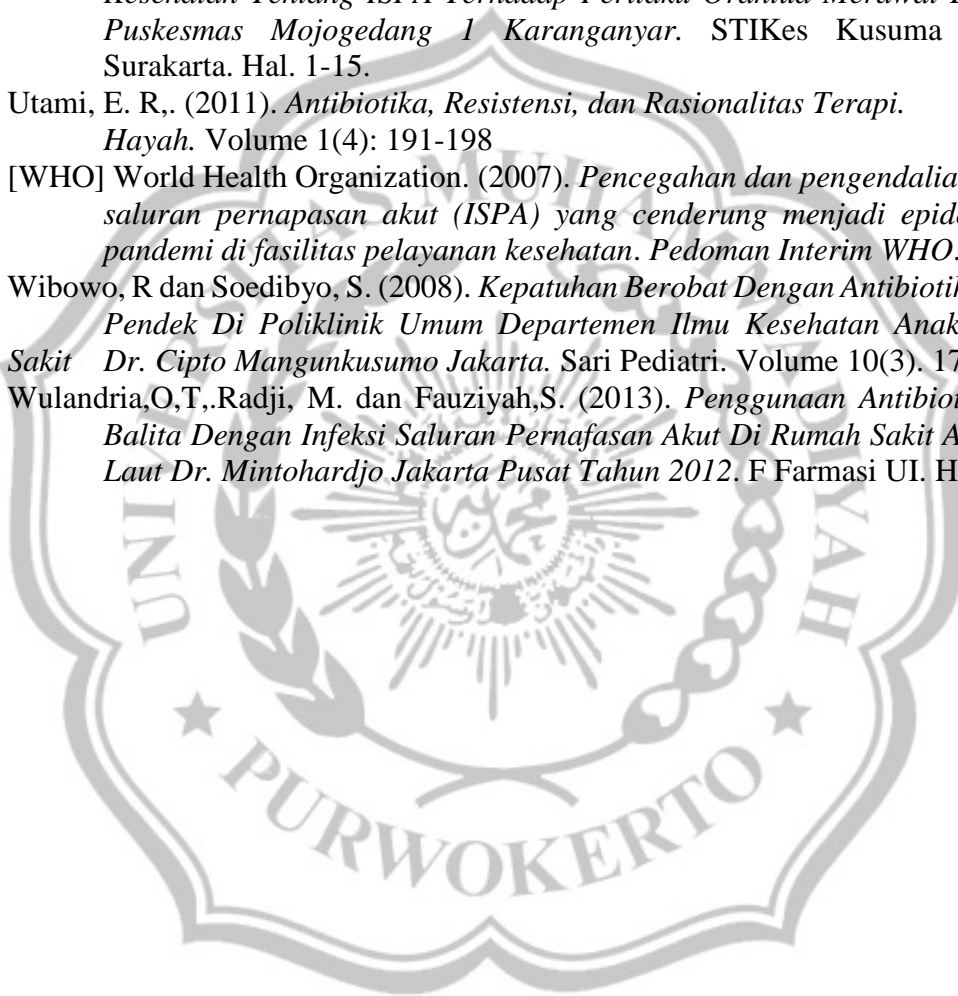 Kesehatan Tentang ISPA Terhadap Perilaku Orantua Merawat
Puskesmas Mojogedang 1 Karanganyar. STIKes Kusuma
Surakarta. Hal. 1-15.
Utami, E. R,. (2011). Antibiotika, Resistensi, dan Rasionalitas Terapi.
Hayah. Volume 1(4): 191-198
[WHO] World Health Organization. (2007). Pencegahan dan pengendalia
saluran pernapasan akut (ISPA) yang cenderung menjadi epid
pandemi di fasilitas pelayanan kesehatan. Pedoman Interim WHO.
Wibowo, R dan Soedibyo, S. (2008). Kepatuhan Berobat Dengan Antibiotik
Pendek Di Poliklinik Umum Departemen Ilmu Kesehatan Anak
Sakit Dr. Cipto Mangunkusumo Jakarta. Sari Pediatri. Volume 10(3). 17
Wulandria,O,T,.Radji, M. dan Fauziyah,S. (2013). Penggunaan Antibiot
Balita Dengan Infeksi Saluran Pernafasan Akut Di Rumah Sakit A
Laut Dr. Mintohardjo Jakarta Pusat Tahun 2012. F Farmasi UI. H
UNIVERSITAS MUHAMMADIYAH
PURWOKERTO